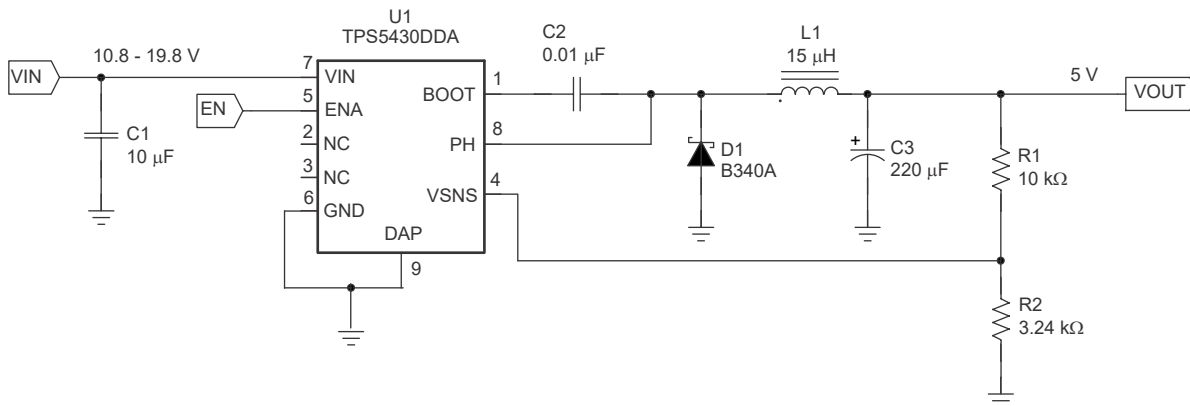 U1
TPS5430DDA
C2
0.01 μF
L1
15 μH
VIN
10.8 - 19.8 V
7
VIN
1
BOOT
5 V
VOUT
EN
5
ENA
2
NC
8
PH
C1
10 μF
3
NC
D1
B340A
+
C3
220 μF
R1
10 kΩ
4
VSNS
6
GND
DAP
9
R2
3.24 kΩ